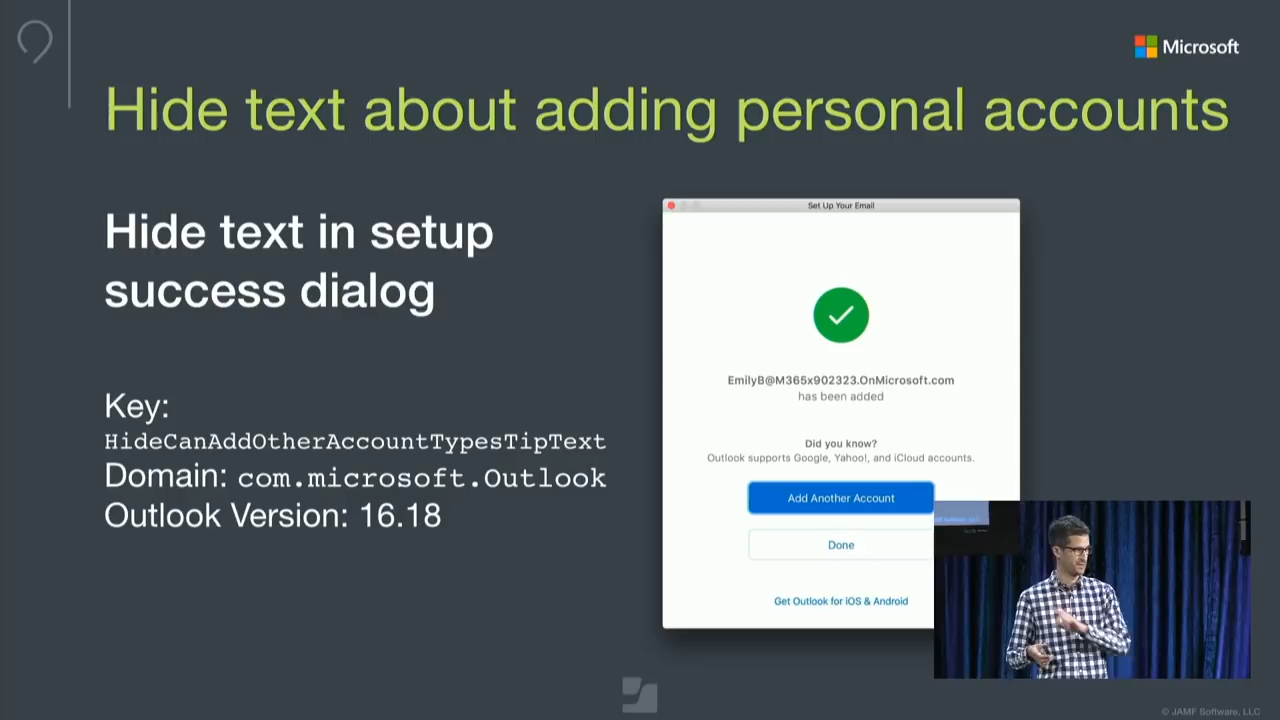 Microsoft
Hide text about adding personal accounts
Hide text in setup
success dialog
Key:
HideCanAddOtherAccountTypesTipText
Domain: com.microsoft.Outlook
Outlook Version: 16.18
Set Up Your Email
EmilyB@M365x902323.OnMicrosoft.com
has been added
Did you know?
Outlook supports Google, Yahoo!, and iCloud accounts.
Add Another Account
Done
Get Outlook for iOS & Android
© JAMF Software, LLC